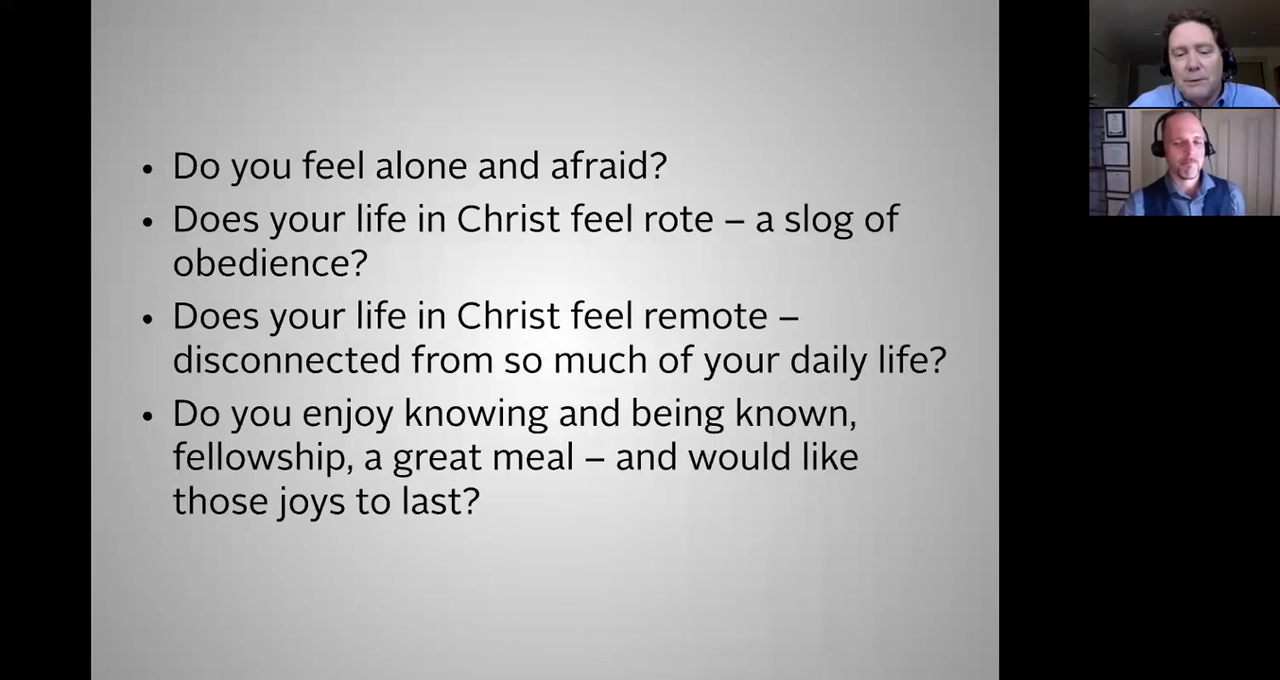 • Do you feel alone and afraid?
• Does your life in Christ feel rote – a slog of
obedience?
• Does your life in Christ feel remote –
disconnected from so much of your daily life?
• Do you enjoy knowing and being known,
fellowship, a great meal – and would like
those joys to last?